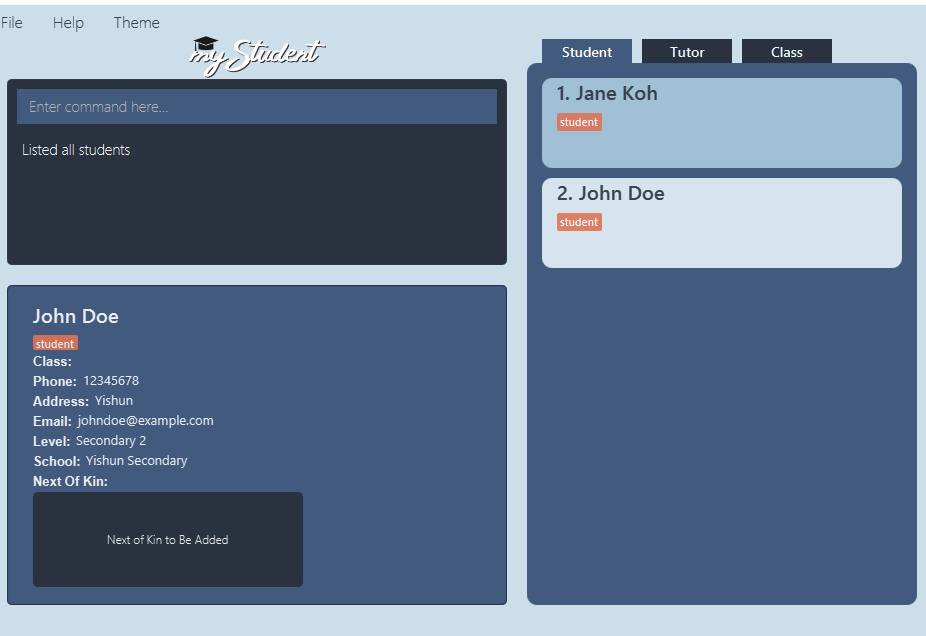 File Help Theme
my Student
Enter command here...
Listed all students
John Doe
student
Class:
Phone: 12345678
Address: Yishun
Email: johndoe@example.com
Level: Secondary 2
School: Yishun Secondary
Next Of Kin:
Next of Kin to Be Added
Student Tutor Class
1. Jane Koh
student
2. John Doe
student